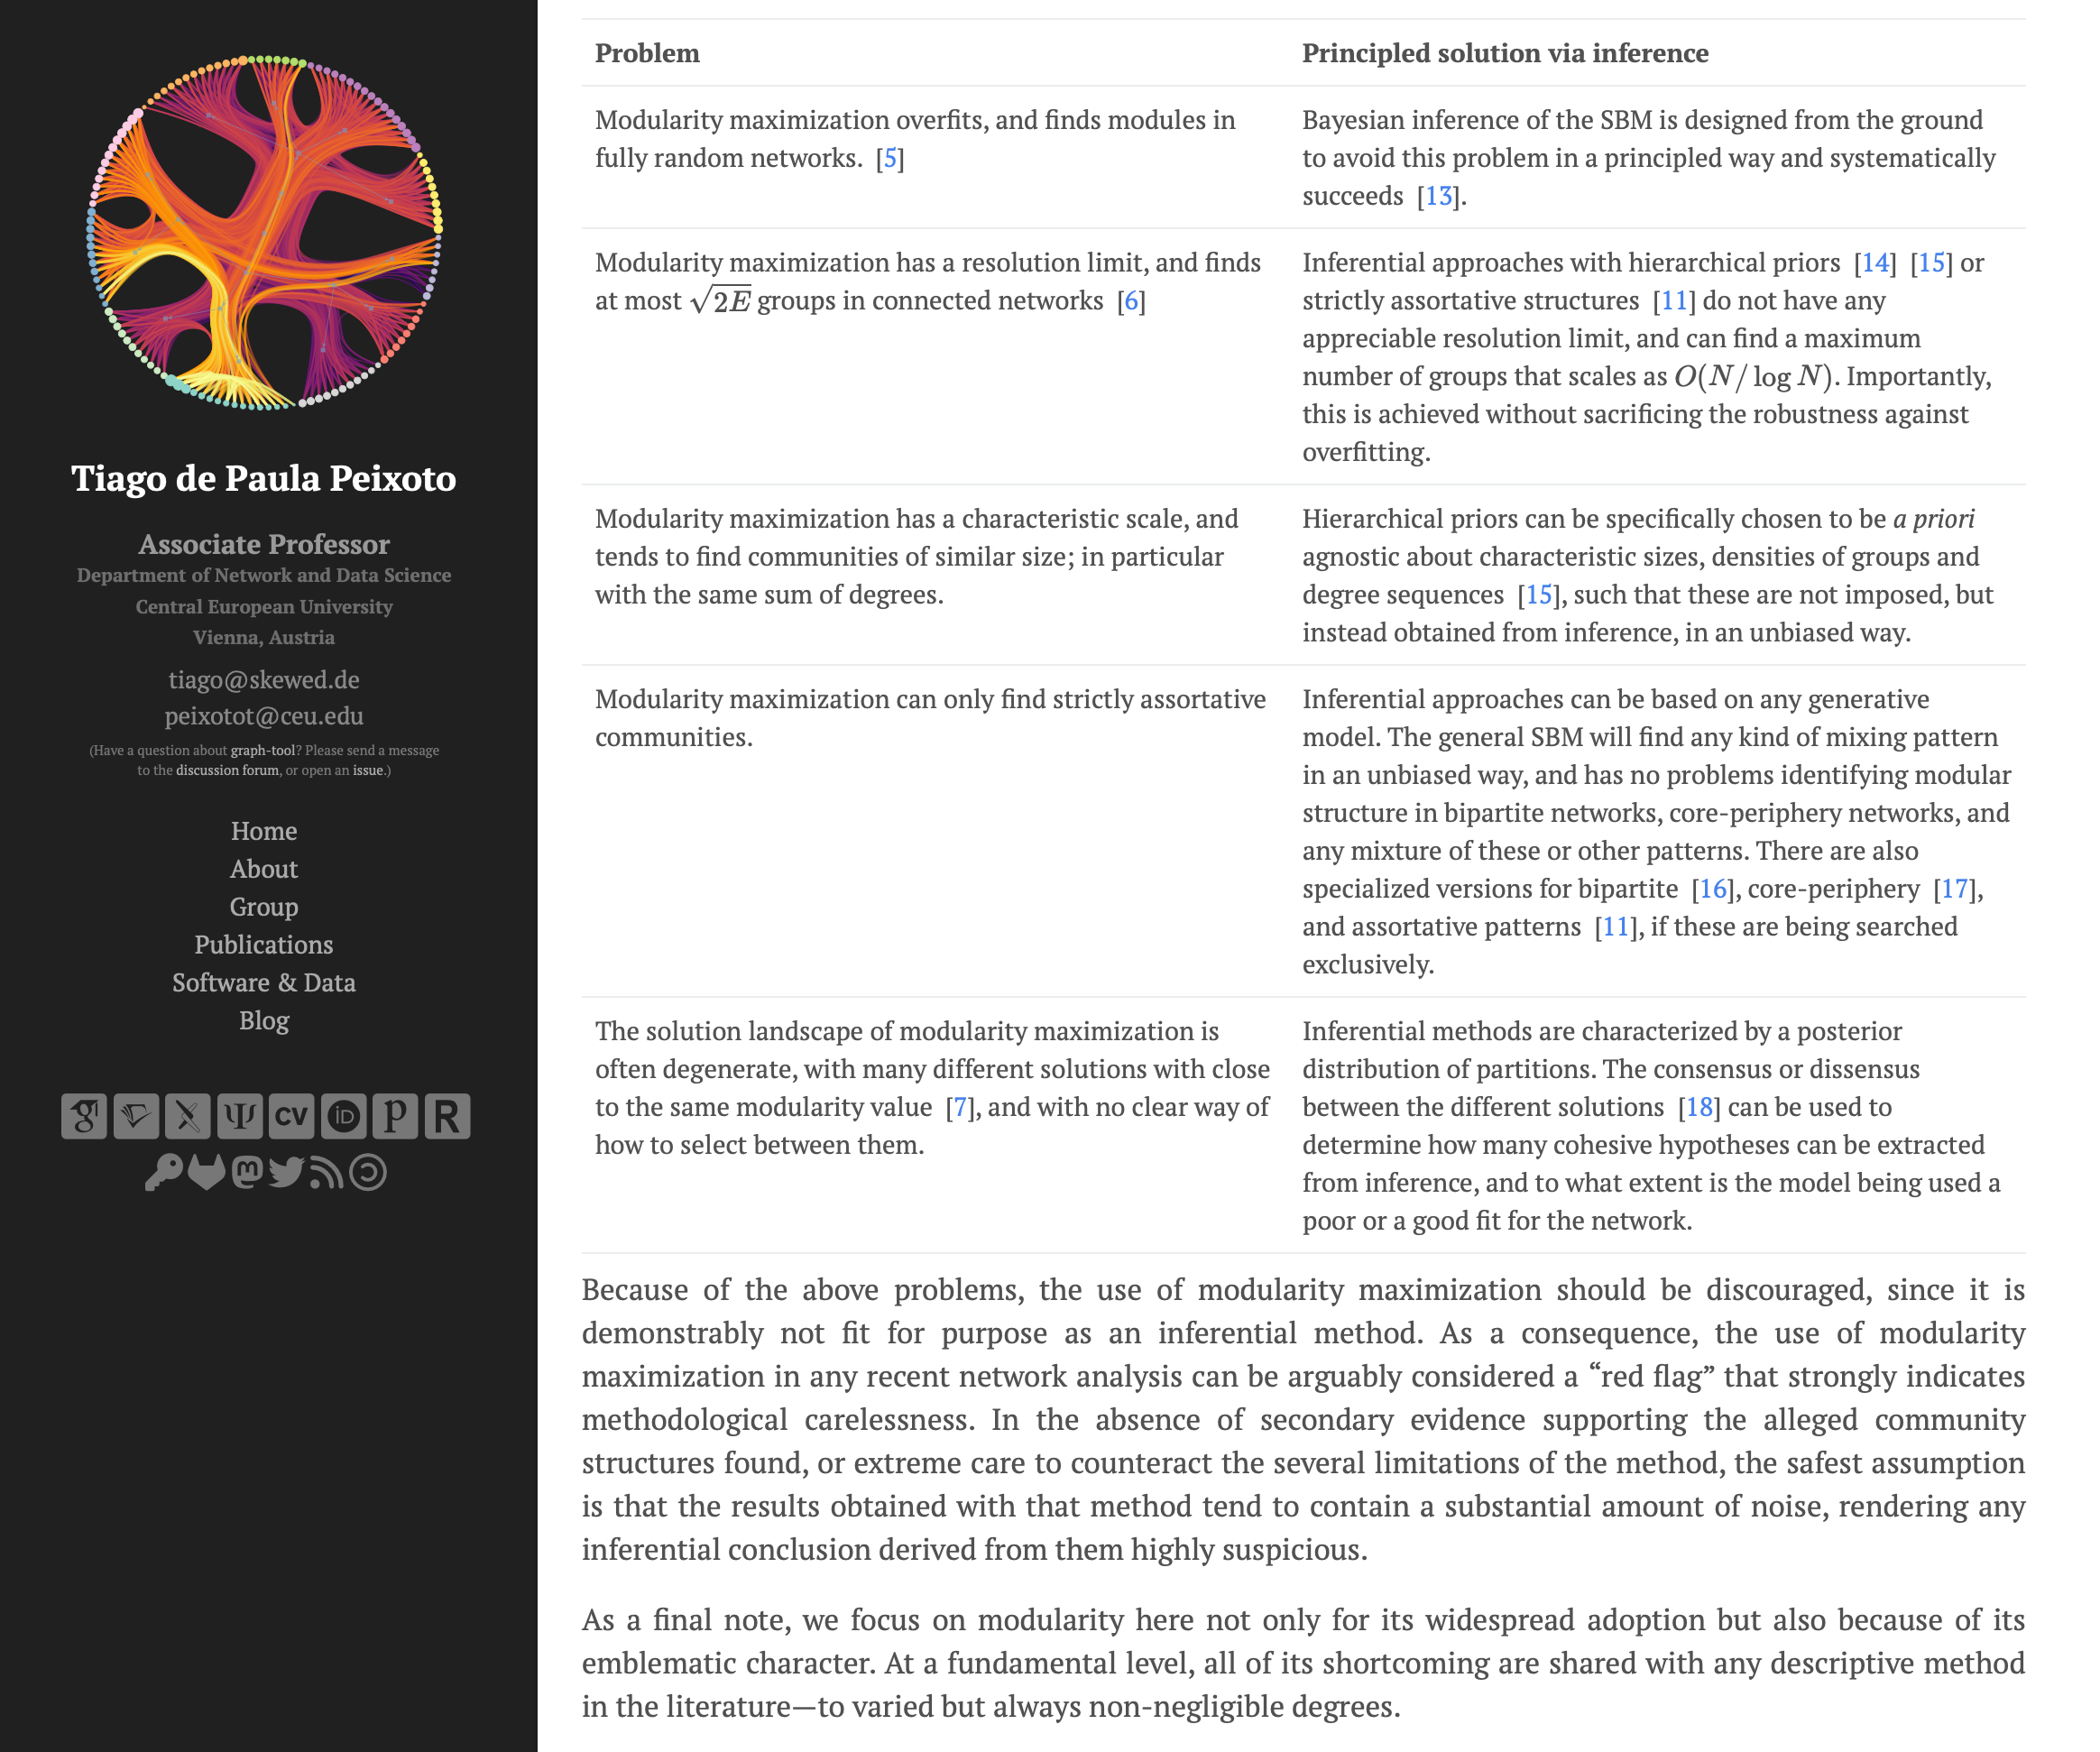 Tiago de Paula Peixoto
Associate Professor
Department of Network and Data Science
Central European University
Vienna, Austria
tiago@skewed.de
peixotot@ceu.edu
(Have a question about graph-tool? Please send a message
to the discussion forum, or open an issue.)
Home
About
Group
Publications
Software & Data
Blog
Problem
Principled solution via inference
Modularity maximization overfits, and finds modules in
fully random networks. [5]
Bayesian inference of the SBM is designed from the ground
to avoid this problem in a principled way and systematically
succeeds [13].
Modularity maximization has a resolution limit, and finds
at most √2E groups in connected networks [6]
Inferential approaches with hierarchical priors [14] [15] or
strictly assortative structures [11] do not have any
appreciable resolution limit, and can find a maximum
number of groups that scales as O(N/ log N). Importantly,
this is achieved without sacrificing the robustness against
overfitting.
Modularity maximization has a characteristic scale, and
tends to find communities of similar size; in particular
with the same sum of degrees.
Hierarchical priors can be specifically chosen to be a priori
agnostic about characteristic sizes, densities of groups and
degree sequences [15], such that these are not imposed, but
instead obtained from inference, in an unbiased way.
Modularity maximization can only find strictly assortative
communities.
Inferential approaches can be based on any generative
model. The general SBM will find any kind of mixing pattern
in an unbiased way, and has no problems identifying modular
structure in bipartite networks, core-periphery networks, and
any mixture of these or other patterns. There are also
specialized versions for bipartite [16], core-periphery [17],
and assortative patterns [11], if these are being searched
exclusively.
The solution landscape of modularity maximization is
often degenerate, with many different solutions with close
to the same modularity value [7], and with no clear way of
how to select between them.
Inferential methods are characterized by a posterior
distribution of partitions. The consensus or dissensus
between the different solutions [18] can be used to
determine how many cohesive hypotheses can be extracted
from inference, and to what extent is the model being used a
poor or a good fit for the network.
Because of the above problems, the use of modularity maximization should be discouraged, since it is
demonstrably not fit for purpose as an inferential method. As a consequence, the use of modularity
maximization in any recent network analysis can be arguably considered a “red flag” that strongly indicates
methodological carelessness. In the absence of secondary evidence supporting the alleged community
structures found, or extreme care to counteract the several limitations of the method, the safest assumption
is that the results obtained with that method tend to contain a substantial amount of noise, rendering any
inferential conclusion derived from them highly suspicious.
As a final note, we focus on modularity here not only for its widespread adoption but also because of its
emblematic character. At a fundamental level, all of its shortcoming are shared with any descriptive method
in the literature—to varied but always non-negligible degrees.